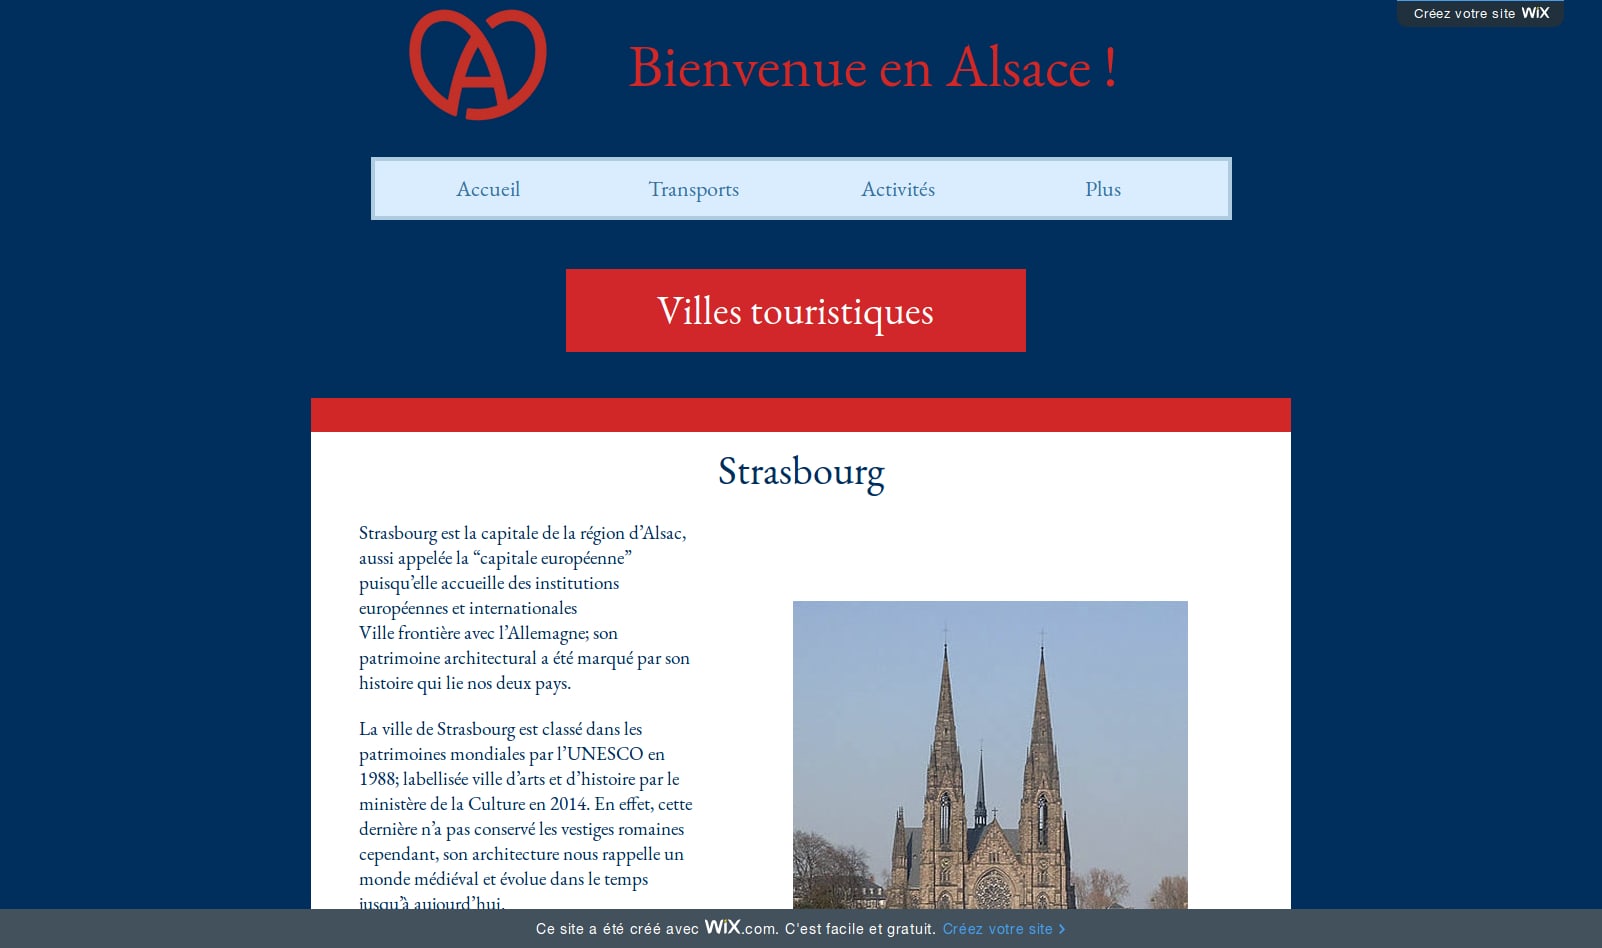 Créez votre site WiX
Bienvenue en Alsace !
Accueil
Transports
Activités
Plus
Villes touristiques
Strasbourg
Strasbourg est la capitale de la région d’Alsac,
aussi appelée la “capitale européenne”
puisqu’elle accueille des institutions
européennes et internationales
Ville frontière avec l’Allemagne; son
patrimoine architectural a été marqué par son
histoire qui lie nos deux pays.
La ville de Strasbourg est classé dans les
patrimoines mondiales par l’UNESCO en
1988; labellisée ville d’arts et d’histoire par le
ministère de la Culture en 2014. En effet, cette
dernière n’a pas conservé les vestiges romaines
cependant, son architecture nous rappelle un
monde médiéval et évolue dans le temps
jusqu’à aujourd’hui.
Ce site a été créé avec WiX.com. C'est facile et gratuit. Créez votre site >